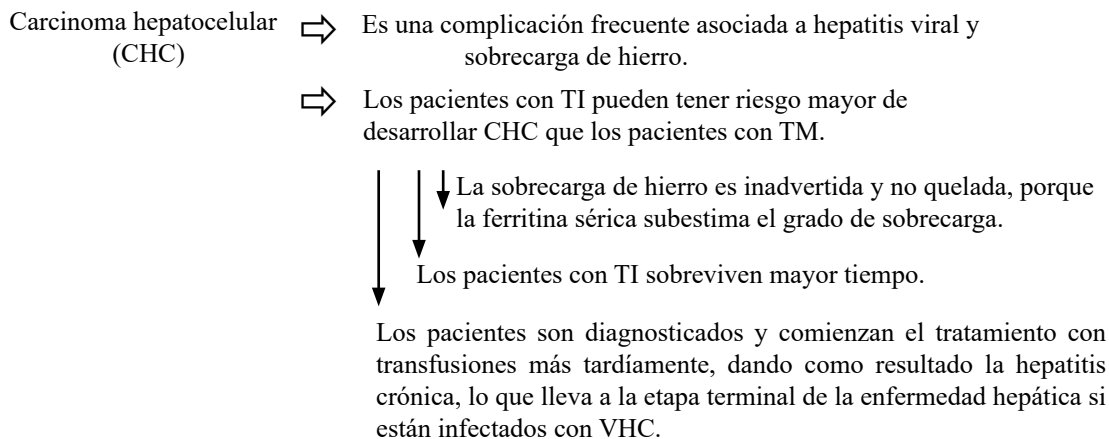 Carcinoma hepatocelular
(CHC)
Es una complicación frecuente asociada a hepatitis viral y
sobrecarga de hierro.
Los pacientes con TI pueden tener riesgo mayor de
desarrollar CHC que los pacientes con TM.
La sobrecarga de hierro es inadvertida y no quelada, porque
la ferritina sérica subestima el grado de sobrecarga.
Los pacientes con TI sobreviven mayor tiempo.
Los pacientes son diagnosticados y comienzan el tratamiento con
transfusiones más tardíamente, dando como resultado la hepatitis
crónica, lo que lleva a la etapa terminal de la enfermedad hepática si
están infectados con VHC.